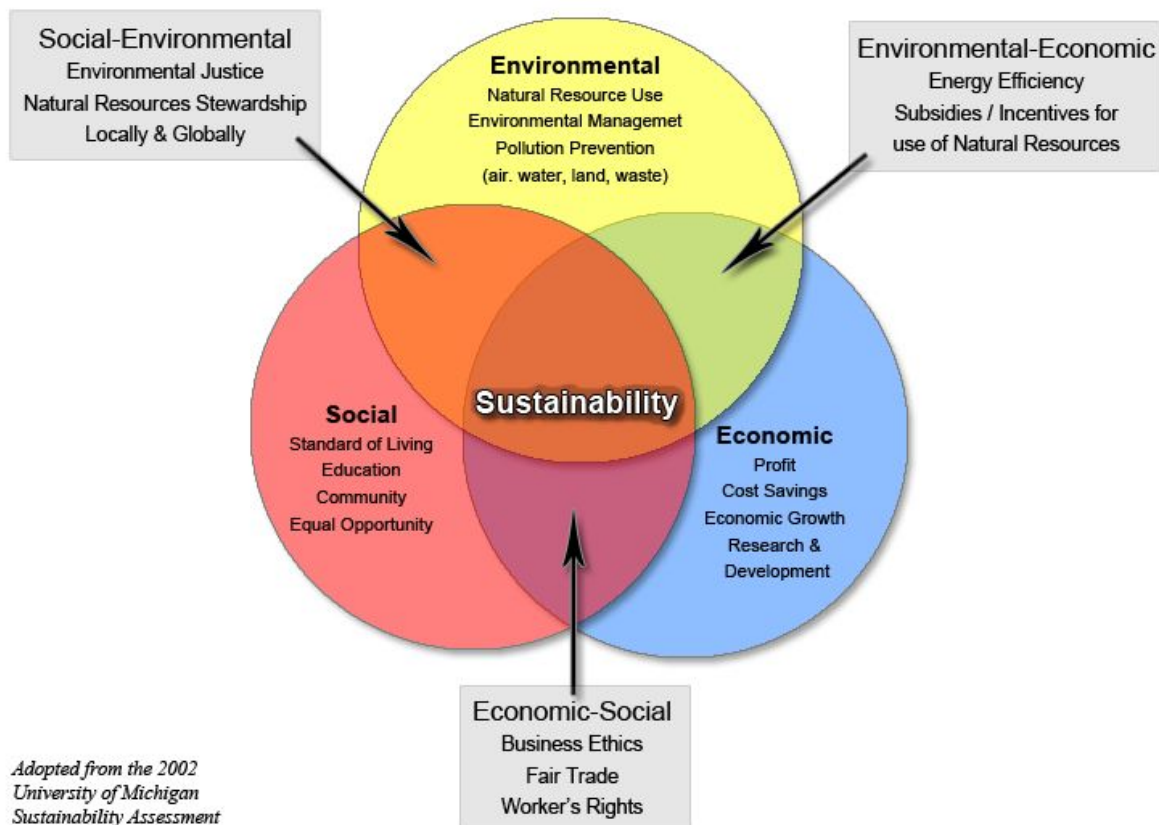 Social-Environmental
Environmental Justice
Natural Resources Stewardship
Locally & Globally
Environmental
Natural Resource Use
Environmental Managemet
Pollution Prevention
(air. water, land, waste)
Environmental-Economic
Energy Efficiency
Subsidies / Incentives for
use of Natural Resources
Sustainability
Social
Standard of Living
Education
Community
Equal Opportunity
Economic
Profit
Cost Savings
Economic Growth
Research &
Development
Economic-Social
Business Ethics
Fair Trade
Worker's Rights
Adopted from the 2002
University of Michigan
Sustainability Assessment